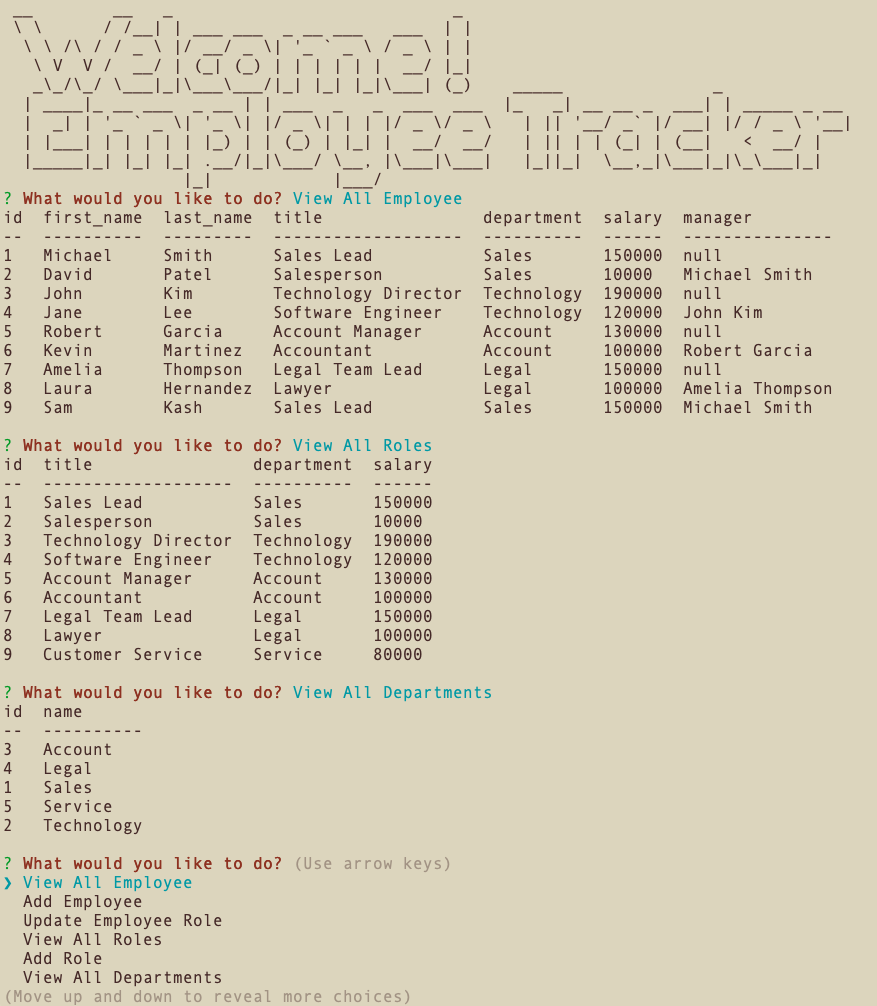 Welcome!
Employee Tracker
? What would you like to do? View All Employee
id  first_name  last_name  title                department  salary  manager
--  ----------  ---------  -------------------  ----------  ------  ---------------
1   Michael     Smith      Sales Lead           Sales       150000  null
2   David       Patel      Salesperson          Sales       10000   Michael Smith
3   John        Kim        Technology Director  Technology  190000  null
4   Jane        Lee        Software Engineer    Technology  120000  John Kim
5   Robert      Garcia     Account Manager      Account     130000  null
6   Kevin       Martinez   Accountant           Account     100000  Robert Garcia
7   Amelia      Thompson   Legal Team Lead      Legal       150000  null
8   Laura       Hernandez  Lawyer               Legal       100000  Amelia Thompson
9   Sam         Kash       Sales Lead           Sales       150000  Michael Smith
? What would you like to do? View All Roles
id  title                department  salary
--  -------------------  ----------  ------
1   Sales Lead           Sales       150000
2   Salesperson          Sales       10000
3   Technology Director  Technology  190000
4   Software Engineer    Technology  120000
5   Account Manager      Account     130000
6   Accountant           Account     100000
7   Legal Team Lead      Legal       150000
8   Lawyer               Legal       100000
9   Customer Service     Service     80000
? What would you like to do? View All Departments
id  name
--  ----------
3   Account
4   Legal
1   Sales
5   Service
2   Technology
? What would you like to do? (Use arrow keys)
❯ View All Employee
  Add Employee
  Update Employee Role
  View All Roles
  Add Role
  View All Departments
(Move up and down to reveal more choices)